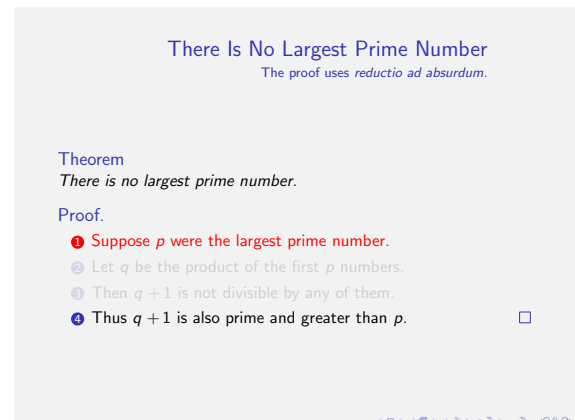 There Is No Largest Prime Number
The proof uses reductio ad absurdum.
Theorem
There is no largest prime number.
Proof.
1 Suppose p were the largest prime number.
2 Let q be the product of the first p numbers.
3 Then q + 1 is not divisible by any of them.
4 Thus q + 1 is also prime and greater than p. □